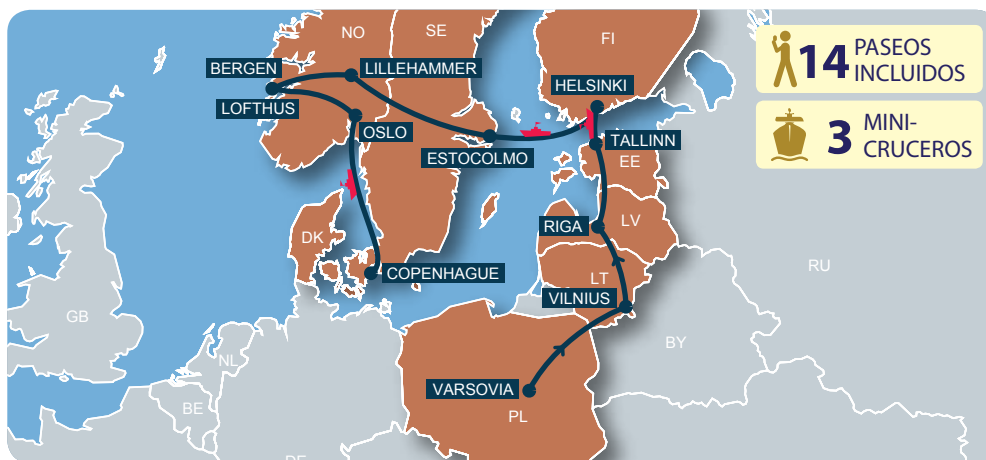 NO
SE
FI
BERGEN
LILLEHAMMER
LOFTHUS
OSLO
HELSINKI
TALLINN
ESTOCOLMO
EE
RIGA
LV
DK
COPENHAGUE
LT
VILNIUS
RU
GB
BY
NL
VARSOVIA
BE
PL
DE
14 PASEOS
INCLUIDOS
3 MINI-
CRUCEROS